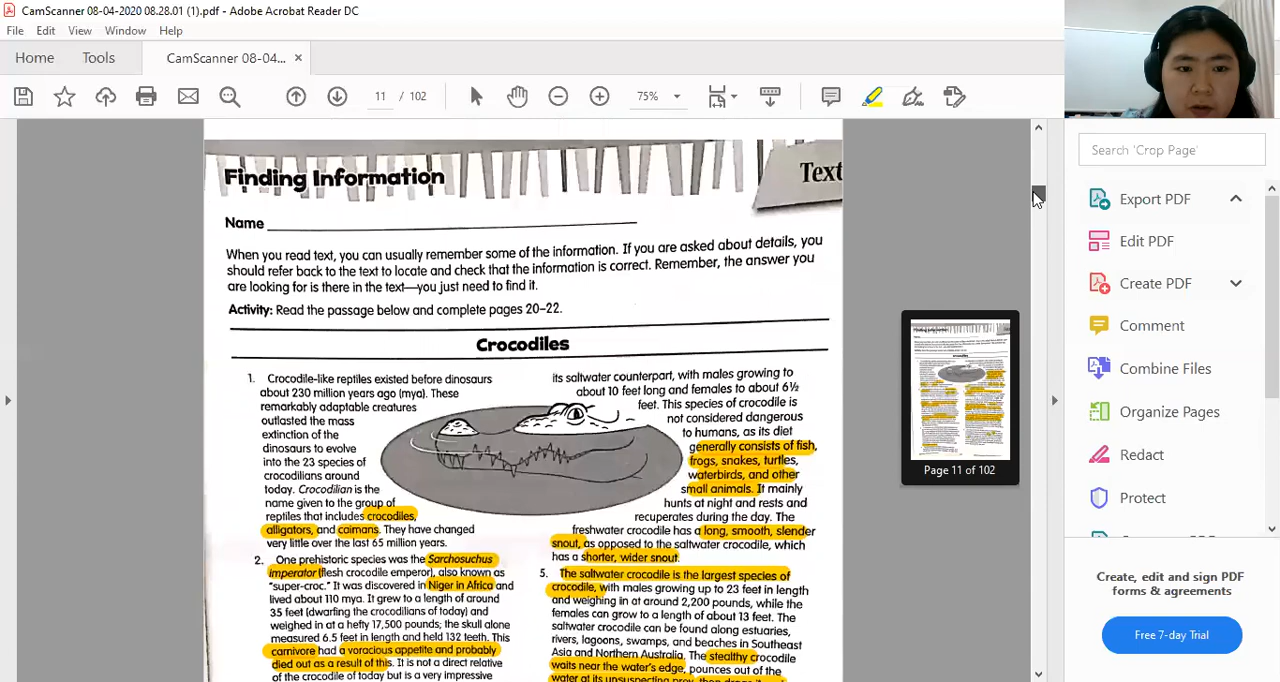 CamScanner 08-04-2020 08.28.01 (1).pdf - Adobe Acrobat Reader DC
File Edit View Window Help
Home Tools CamScanner 08-04... ×
11 / 102 75%
Search 'Crop Page'
Export PDF
Edit PDF
Create PDF
Comment
Combine Files
Organize Pages
Redact
Protect
Create, edit and sign PDF
forms & agreements
Free 7-day Trial
Page 11 of 102
Finding Information
Text
Name
When you read text, you can usually remember some of the information. If you are asked about details, you
should refer back to the text to locate and check that the information is correct. Remember, the answer you
are looking for is there in the text—you just need to find it.
Activity: Read the passage below and complete pages 20–22.
Crocodiles
1. Crocodile-like reptiles existed before dinosaurs
about 230 million years ago (mya). These
remarkably adaptable creatures
outlasted the mass
extinction of the
dinosaurs to evolve
into the 23 species of
crocodilians around
today. Crocodilian is the
name given to the group of
reptiles that includes crocodiles,
alligators, and caimans. They have changed
very little over the last 65 million years.
2. One prehistoric species was the Sarchosuchus
imperator (flesh crocodile emperor), also known as
"super croc." It was discovered in Niger in Africa and
lived about 110 mya. It grew to a length of around
35 feet (dwarfing the crocodilians of today) and
weighed in at a hefty 17,500 pounds; the skull alone
measured 6.5 feet in length and held 132 teeth. This
carnivore had a voracious appetite and probably
died out as a result of this. It is not a direct relative
of the crocodile of today but is a very impressive
its saltwater counterpart, with males growing to
about 10 feet long and females to about 6½
feet. This species of crocodile is
not considered dangerous
to humans, as its diet
generally consists of fish,
frogs, snakes, turtles,
waterbirds, and other
small animals. It mainly
hunts at night and rests and
recuperates during the day. The
freshwater crocodile has a long, smooth, slender
snout, as opposed to the saltwater crocodile, which
has a shorter, wider snout.
5. The saltwater crocodile is the largest species of
crocodile, with males growing up to 23 feet in length
and weighing in at around 2,200 pounds, while the
females can grow to a length of about 13 feet. The
saltwater crocodile can be found along estuaries,
rivers, lagoons, swamps, and beaches in Southeast
Asia and Northern Australia. The stealthy crocodile
waits near the water's edge, pounces out of the
water at its unsuspecting prey, then drags it